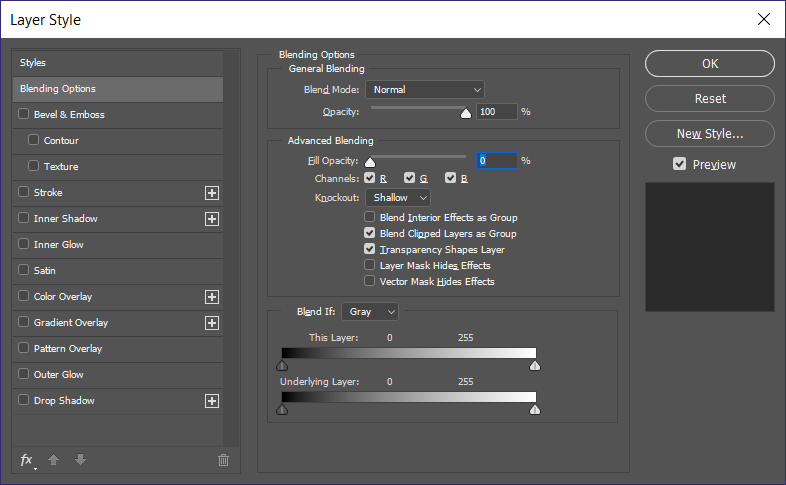 Layer Style
Styles
Blending Options
Bevel & Emboss
Contour
Texture
Stroke
Inner Shadow
Inner Glow
Satin
Color Overlay
Gradient Overlay
Pattern Overlay
Outer Glow
Drop Shadow
fx
Blending Options
General Blending
Blend Mode: Normal
Opacity: 100 %
Advanced Blending
Fill Opacity: 0 %
Channels: R G B
Knockout: Shallow
Blend Interior Effects as Group
Blend Clipped Layers as Group
Transparency Shapes Layer
Layer Mask Hides Effects
Vector Mask Hides Effects
Blend If: Gray
This Layer: 0 255
Underlying Layer: 0 255
OK
Reset
New Style...
Preview